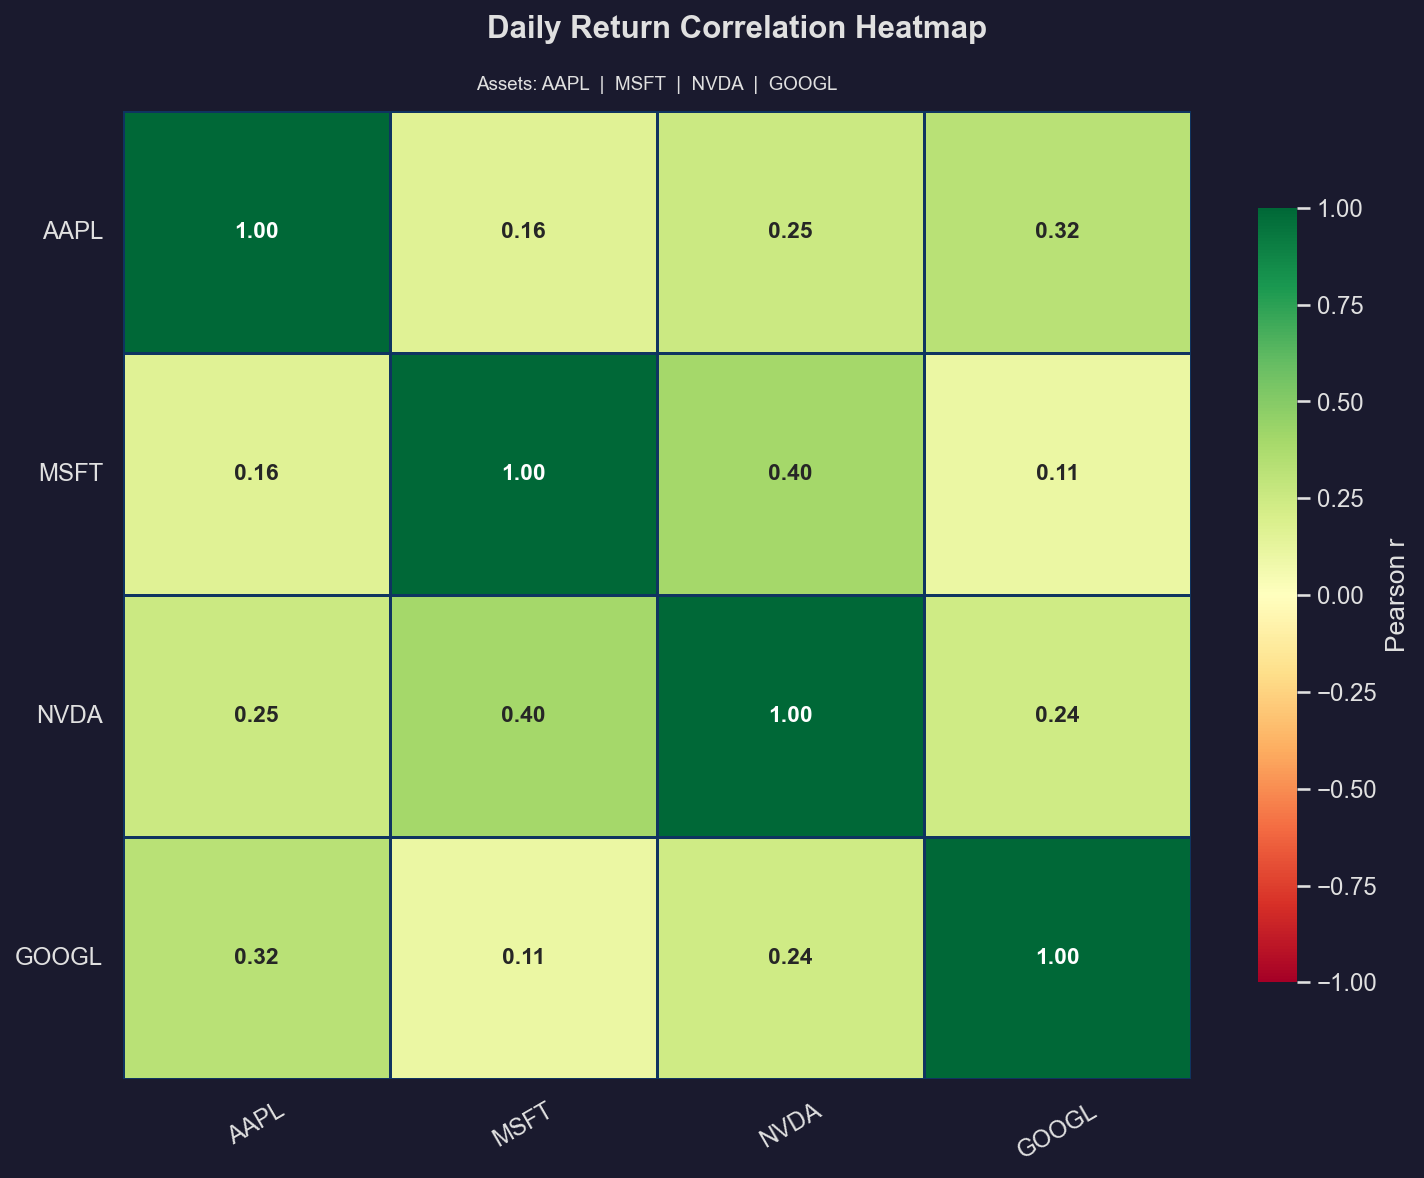 Daily Return Correlation Heatmap
Assets: AAPL | MSFT | NVDA | GOOGL
AAPL 1.00 0.16 0.25 0.32
MSFT 0.16 1.00 0.40 0.11
NVDA 0.25 0.40 1.00 0.24
GOOGL 0.32 0.11 0.24 1.00
AAPL MSFT NVDA GOOGL
1.00
0.75
0.50
0.25
0.00
−0.25
−0.50
−0.75
−1.00
Pearson r